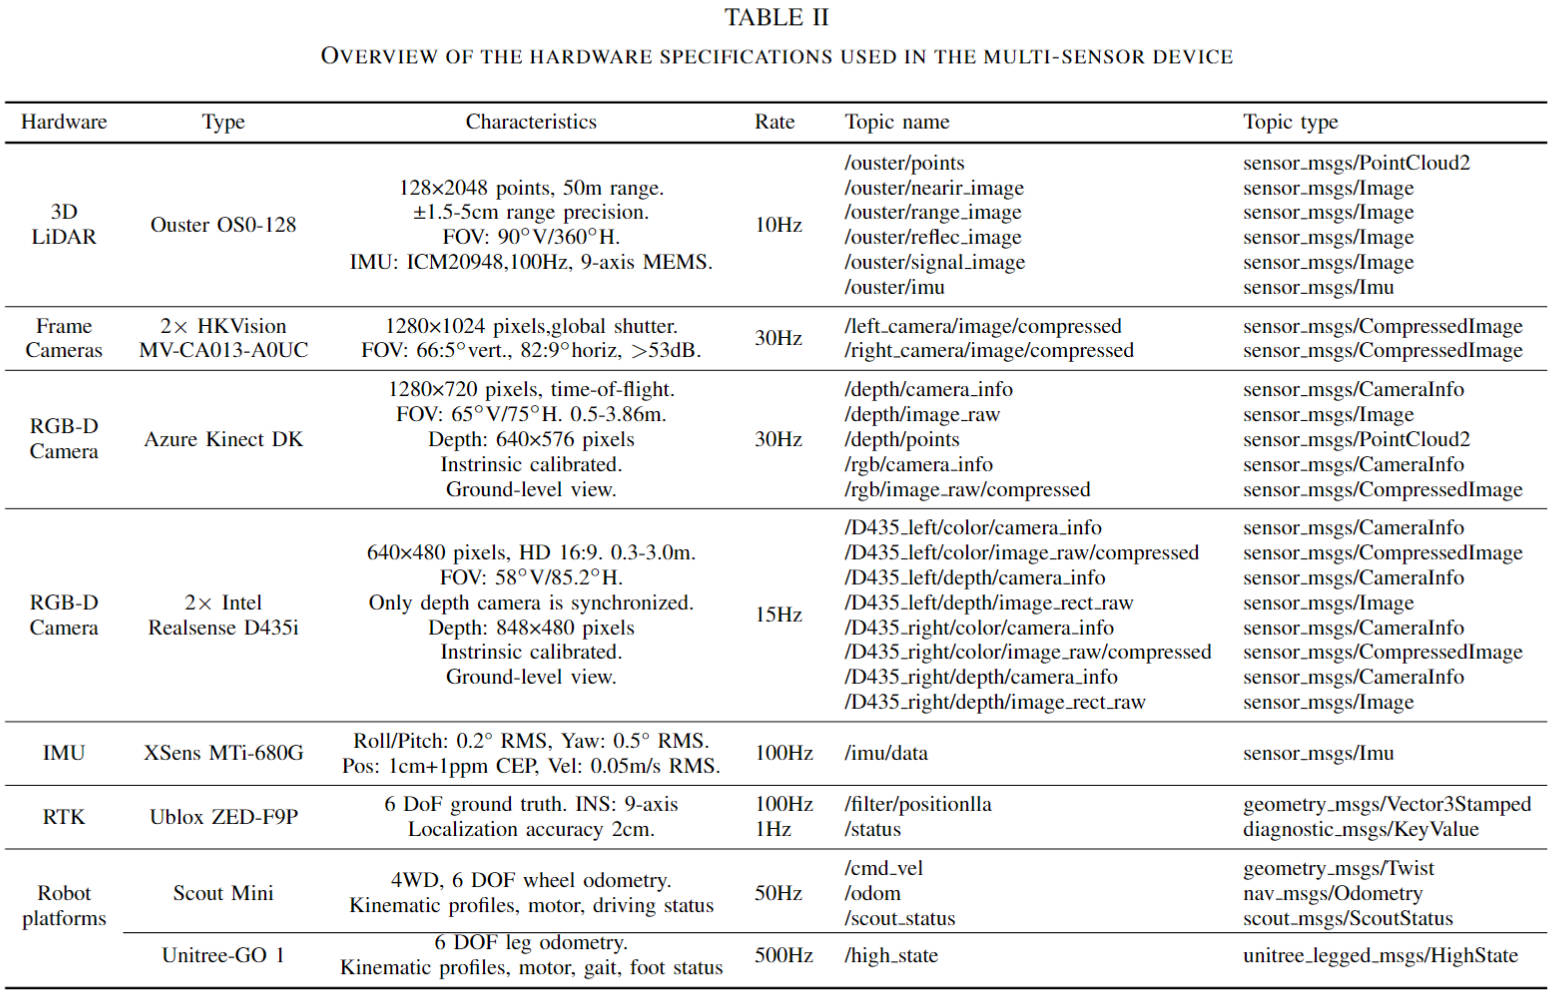 TABLE II
OVERVIEW OF THE HARDWARE SPECIFICATIONS USED IN THE MULTI-SENSOR DEVICE
Hardware Type Characteristics Rate Topic name Topic type
3D
LiDAR
Ouster OS0-128
128×2048 points, 50m range.
±1.5-5cm range precision.
FOV: 90°V/360°H.
IMU: ICM20948,100Hz, 9-axis MEMS.
10Hz
/ouster/points sensor_msgs/PointCloud2
/ouster/nearir_image sensor_msgs/Image
/ouster/range_image sensor_msgs/Image
/ouster/reflec_image sensor_msgs/Image
/ouster/signal_image sensor_msgs/Image
/ouster/imu sensor_msgs/Imu
Frame
Cameras
2× HKVision
MV-CA013-A0UC
1280×1024 pixels,global shutter.
FOV: 66:5°vert., 82:9°horiz, >53dB.
30Hz
/left_camera/image/compressed sensor_msgs/CompressedImage
/right_camera/image/compressed sensor_msgs/CompressedImage
RGB-D
Camera
Azure Kinect DK
1280×720 pixels, time-of-flight.
FOV: 65°V/75°H. 0.5-3.86m.
Depth: 640×576 pixels
Instrinsic calibrated.
Ground-level view.
30Hz
/depth/camera_info sensor_msgs/CameraInfo
/depth/image_raw sensor_msgs/Image
/depth/points sensor_msgs/PointCloud2
/rgb/camera_info sensor_msgs/CameraInfo
/rgb/image_raw/compressed sensor_msgs/CompressedImage
RGB-D
Camera
2× Intel
Realsense D435i
640×480 pixels, HD 16:9. 0.3-3.0m.
FOV: 58°V/85.2°H.
Only depth camera is synchronized.
Depth: 848×480 pixels
Instrinsic calibrated.
Ground-level view.
15Hz
/D435_left/color/camera_info sensor_msgs/CameraInfo
/D435_left/color/image_raw/compressed sensor_msgs/CompressedImage
/D435_left/depth/camera_info sensor_msgs/CameraInfo
/D435_left/depth/image_rect_raw sensor_msgs/Image
/D435_right/color/camera_info sensor_msgs/CameraInfo
/D435_right/color/image_raw/compressed sensor_msgs/CompressedImage
/D435_right/depth/camera_info sensor_msgs/CameraInfo
/D435_right/depth/image_rect_raw sensor_msgs/Image
IMU
XSens MTi-680G
Roll/Pitch: 0.2° RMS, Yaw: 0.5° RMS.
Pos: 1cm+1ppm CEP, Vel: 0.05m/s RMS.
100Hz
/imu/data sensor_msgs/Imu
RTK
Ublox ZED-F9P
6 DoF ground truth. INS: 9-axis
Localization accuracy 2cm.
100Hz /filter/positionlla geometry_msgs/Vector3Stamped
1Hz /status diagnostic_msgs/KeyValue
Robot
platforms
Scout Mini
4WD, 6 DOF wheel odometry.
Kinematic profiles, motor, driving status
50Hz
/cmd_vel geometry_msgs/Twist
/odom nav_msgs/Odometry
/scout_status scout_msgs/ScoutStatus
Unitree-GO 1
6 DOF leg odometry.
Kinematic profiles, motor, gait, foot status
500Hz
/high_state unitree_legged_msgs/HighState